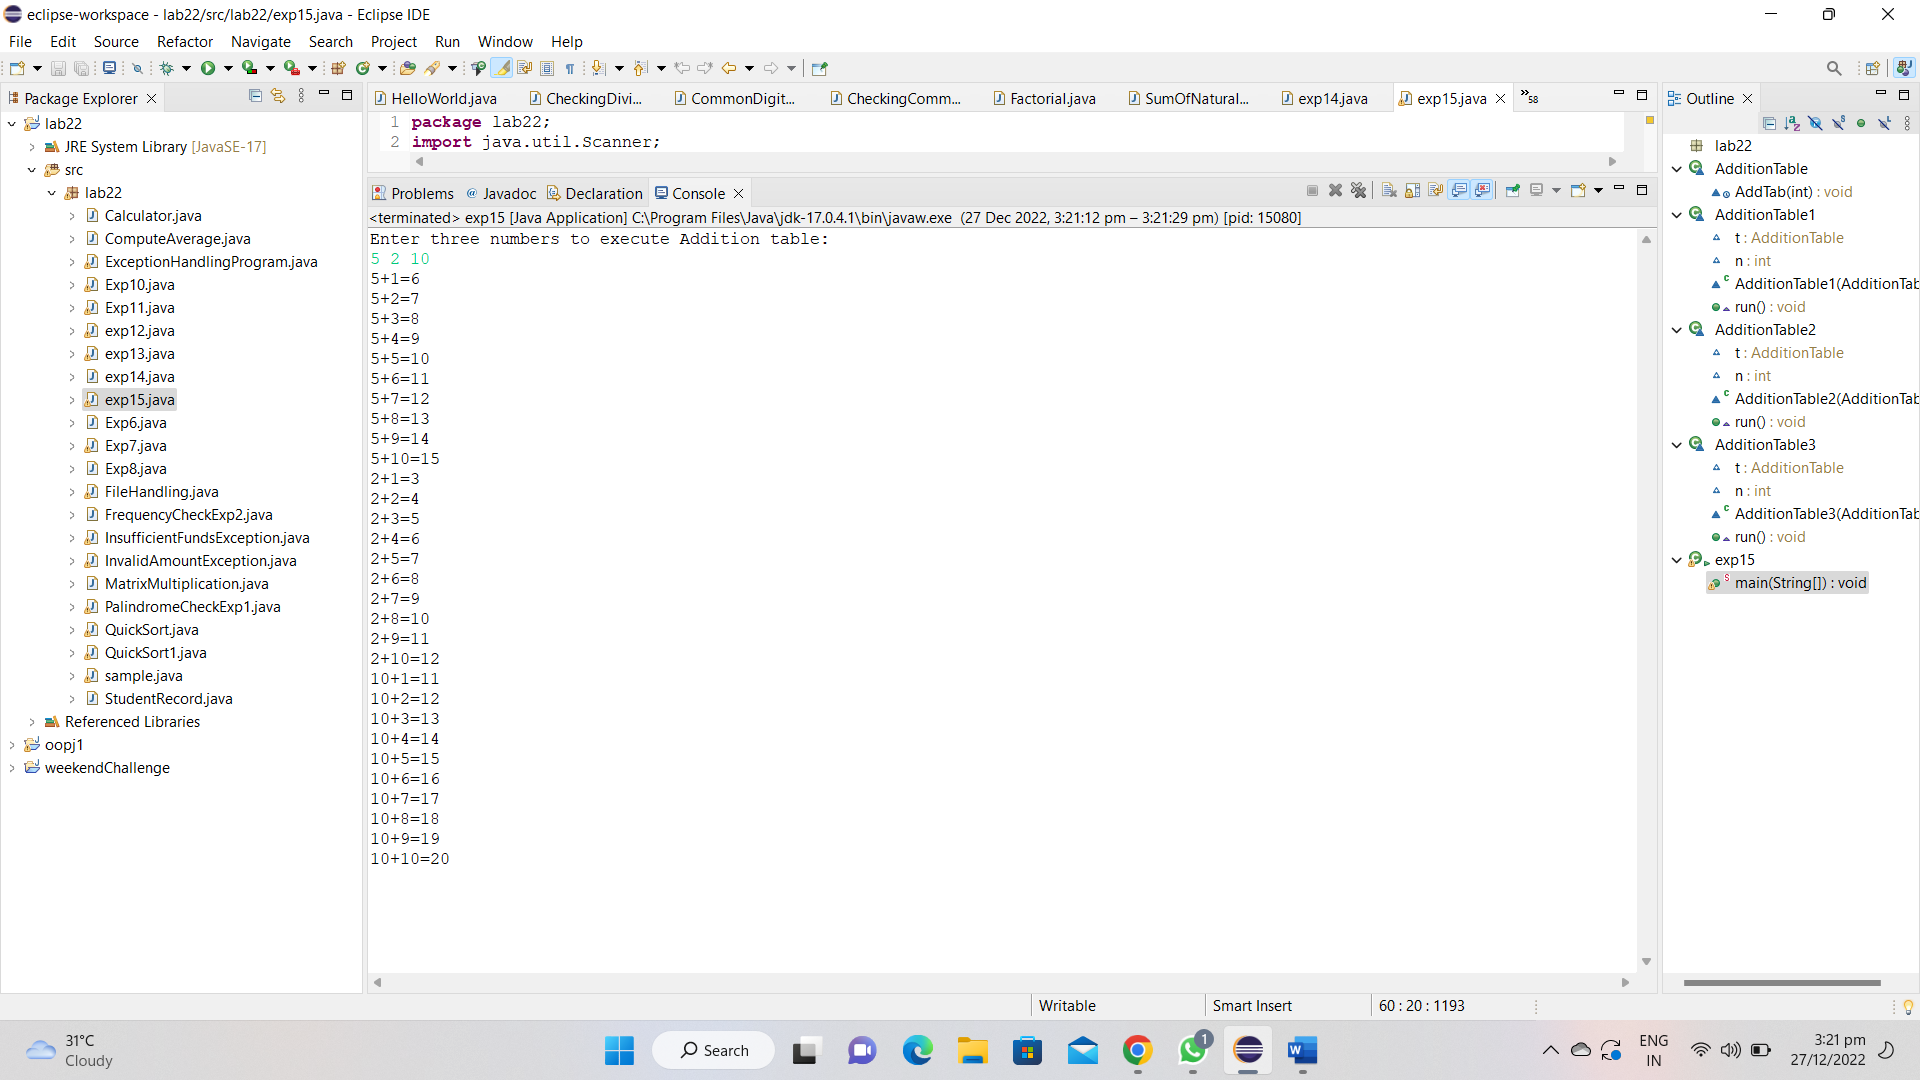 eclipse-workspace - lab22/src/lab22/exp15.java - Eclipse IDE
File Edit Source Refactor Navigate Search Project Run Window Help
Package Explorer
lab22
JRE System Library [JavaSE-17]
src
lab22
Calculator.java
ComputeAverage.java
ExceptionHandlingProgram.java
Exp10.java
Exp11.java
exp12.java
exp13.java
exp14.java
exp15.java
Exp6.java
Exp7.java
Exp8.java
FileHandling.java
FrequencyCheckExp2.java
InsufficientFundsException.java
InvalidAmountException.java
MatrixMultiplication.java
PalindromeCheckExp1.java
QuickSort.java
QuickSort1.java
sample.java
StudentRecord.java
Referenced Libraries
oopj1
weekendChallenge
HelloWorld.java CheckingDivi... CommonDigit... CheckingComm... Factorial.java SumOfNatural... exp14.java exp15.java »58
1 package lab22;
2 import java.util.Scanner;
Problems @ Javadoc Declaration Console
<terminated> exp15 [Java Application] C:\Program Files\Java\jdk-17.0.4.1\bin\javaw.exe (27 Dec 2022, 3:21:12 pm – 3:21:29 pm) [pid: 15080]
Enter three numbers to execute Addition table:
5 2 10
5+1=6
5+2=7
5+3=8
5+4=9
5+5=10
5+6=11
5+7=12
5+8=13
5+9=14
5+10=15
2+1=3
2+2=4
2+3=5
2+4=6
2+5=7
2+6=8
2+7=9
2+8=10
2+9=11
2+10=12
10+1=11
10+2=12
10+3=13
10+4=14
10+5=15
10+6=16
10+7=17
10+8=18
10+9=19
10+10=20
Outline
lab22
AdditionTable
AddTab(int) : void
AdditionTable1
t : AdditionTable
n : int
AdditionTable1(AdditionTab
run() : void
AdditionTable2
t : AdditionTable
n : int
AdditionTable2(AdditionTab
run() : void
AdditionTable3
t : AdditionTable
n : int
AdditionTable3(AdditionTab
run() : void
exp15
main(String[]) : void
Writable Smart Insert 60 : 20 : 1193
31°C
Cloudy
Search
1
ENG
IN
3:21 pm
27/12/2022